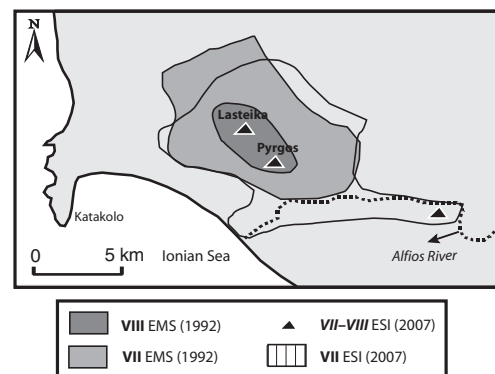 N
Lasteika
Pyrgos
Katakolo
0 5 km
Ionian Sea
Alfios River
VIII EMS (1992)
VII–VIII ESI (2007)
VII EMS (1992)
VII ESI (2007)